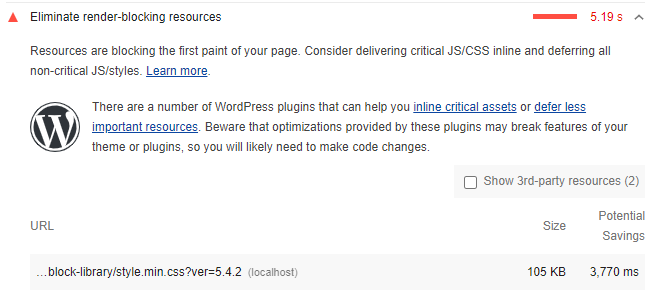 Eliminate render-blocking resources 5.19 s
Resources are blocking the first paint of your page. Consider delivering critical JS/CSS inline and deferring all
non-critical JS/styles. Learn more.
There are a number of WordPress plugins that can help you inline critical assets or defer less
important resources. Beware that optimizations provided by these plugins may break features of your
theme or plugins, so you will likely need to make code changes.
Show 3rd-party resources (2)
URL Size Potential
Savings
…block-library/style.min.css?ver=5.4.2 (localhost) 105 KB 3,770 ms